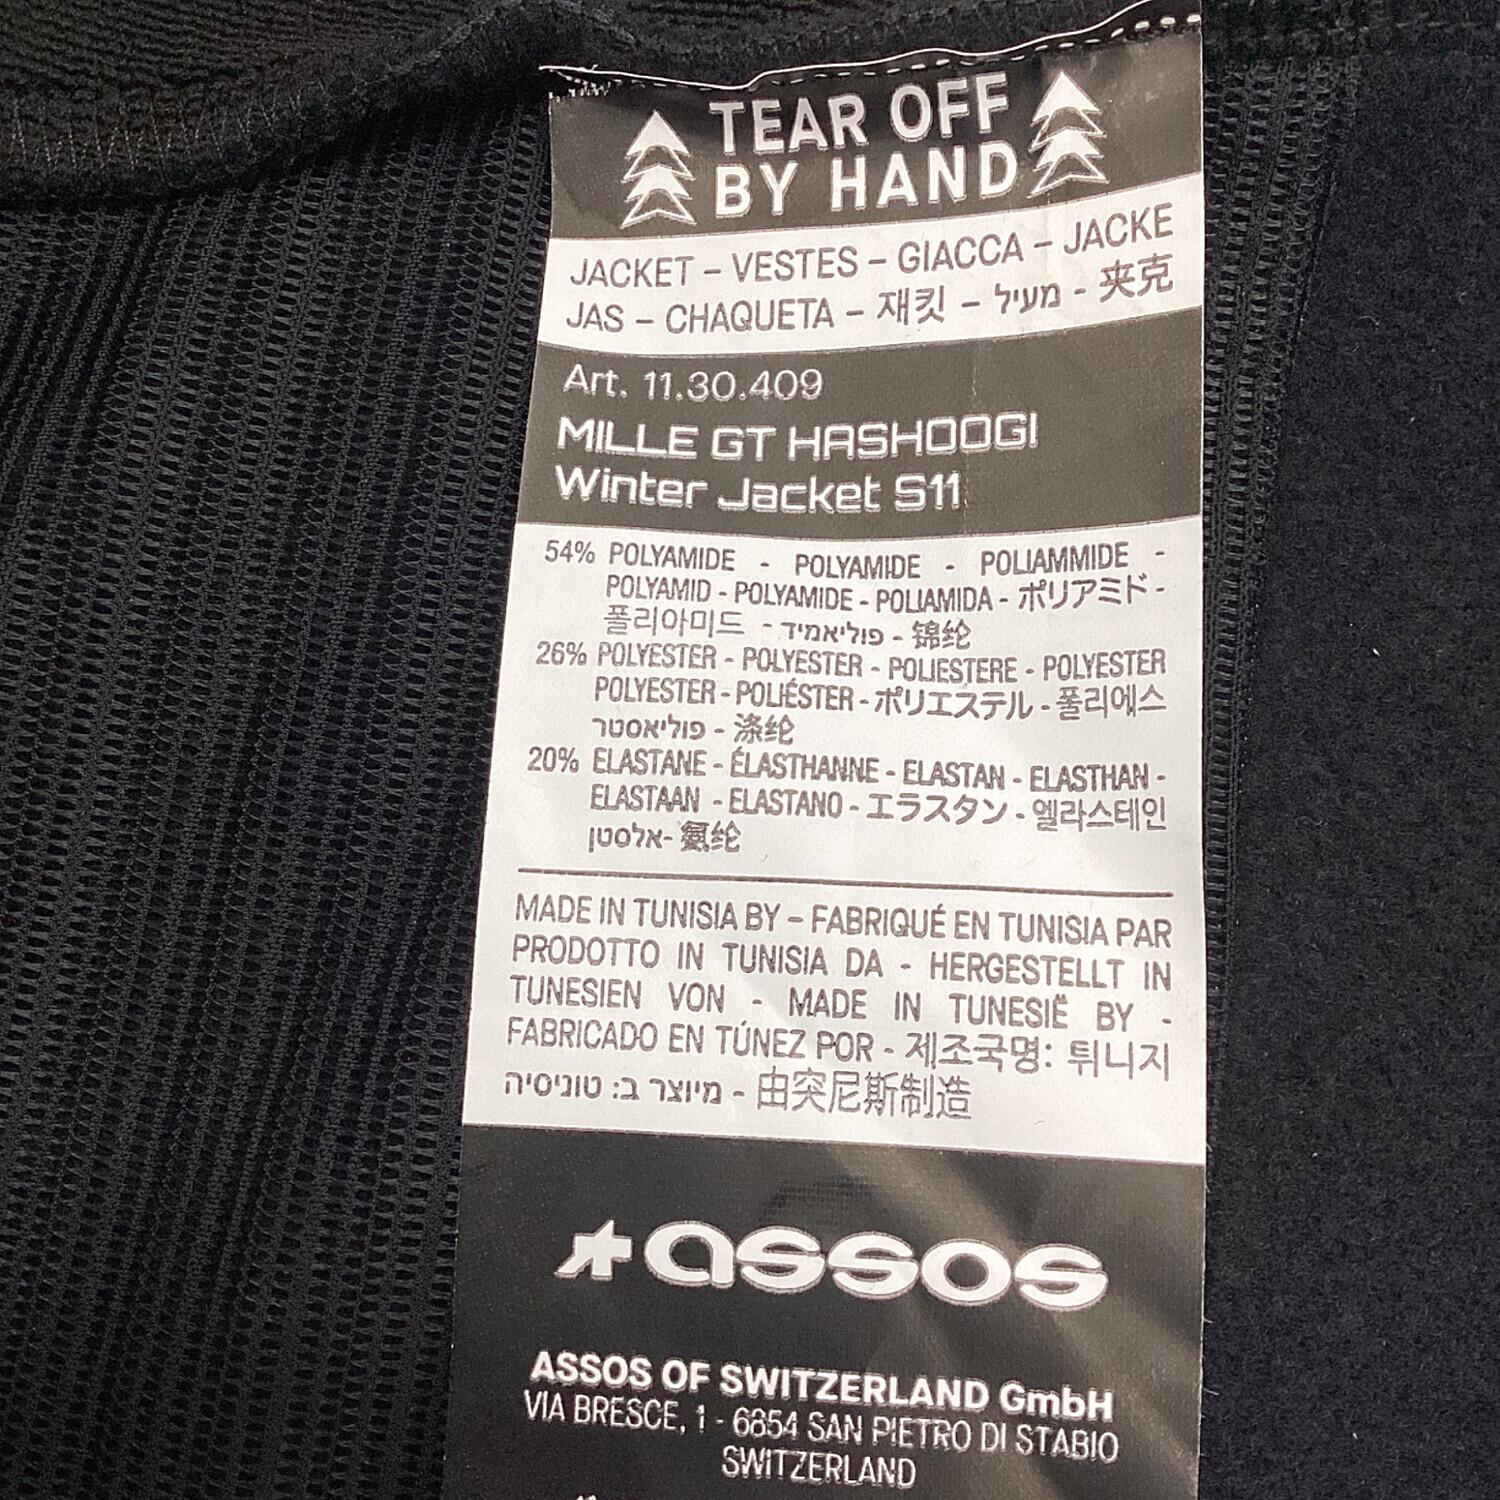 TEAR OFF
BY HAND
JACKET – VESTES – GIACCA – JACKE
JAS – CHAQUETA – 재킷 – מעיל - 夹克
Art. 11.30.409
MILLE GT HASHOOGI
Winter Jacket S11
54% POLYAMIDE - POLYAMIDE - POLIAMMIDE -
POLYAMID - POLYAMIDE - POLIAMIDA - ポリアミド -
폴리아미드 - פוליאמיד - 锦纶
26% POLYESTER - POLYESTER - POLIESTERE - POLYESTER
POLYESTER - POLIÉSTER - ポリエステル - 폴리에스
פוליאסטר - 涤纶
20% ELASTANE - ÉLASTHANNE - ELASTAN - ELASTHAN -
ELASTAAN - ELASTANO - エラスタン - 엘라스테인
אלסטן- 氨纶
MADE IN TUNISIA BY – FABRIQUÉ EN TUNISIA PAR
PRODOTTO IN TUNISIA DA - HERGESTELLT IN
TUNESIEN VON - MADE IN TUNESIË BY -
FABRICADO EN TÚNEZ POR - 제조국명: 튀니지
מיוצר ב: טוניסיה - 由突尼斯制造
assos
ASSOS OF SWITZERLAND GmbH
VIA BRESCE, 1 - 6854 SAN PIETRO DI STABIO
SWITZERLAND